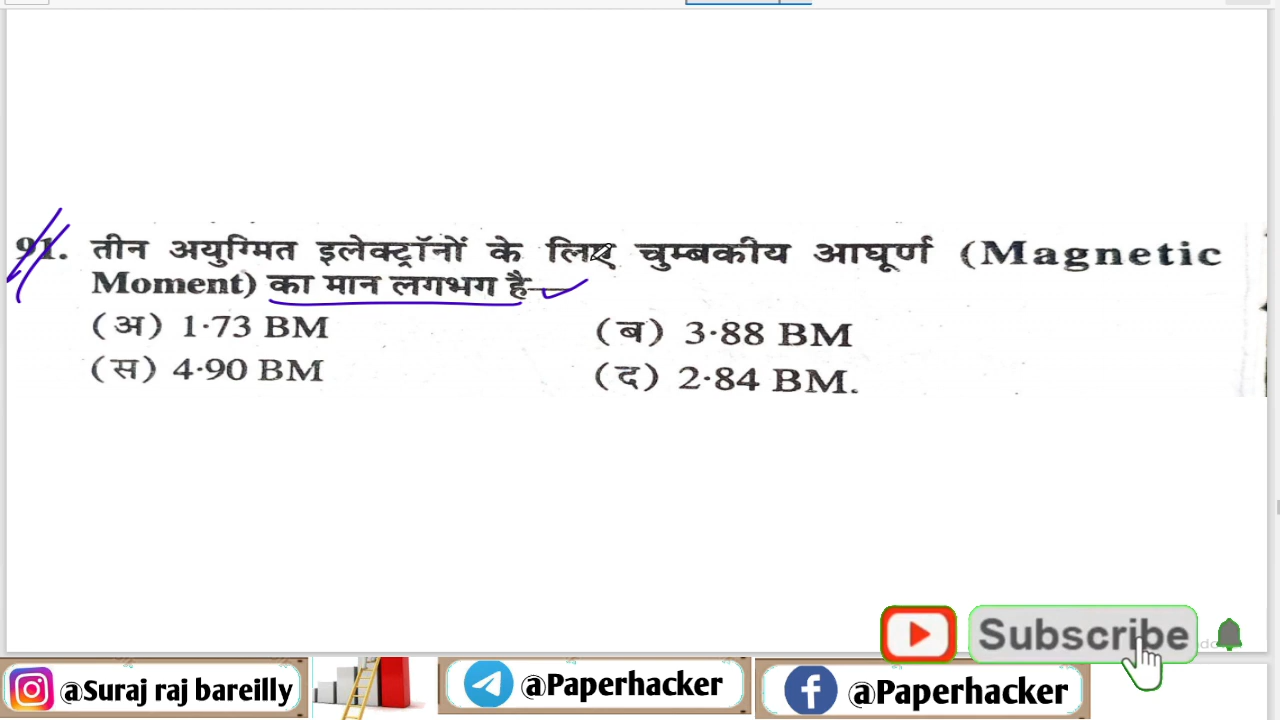 91. तीन अयुग्मित इलेक्ट्रॉनों के लिए चुम्बकीय आघूर्ण (Magnetic
Moment) का मान लगभग है—
(अ) 1·73 BM (ब) 3·88 BM
(स) 4·90 BM (द) 2·84 BM.
Subscribe
@Suraj raj bareilly @Paperhacker @Paperhacker